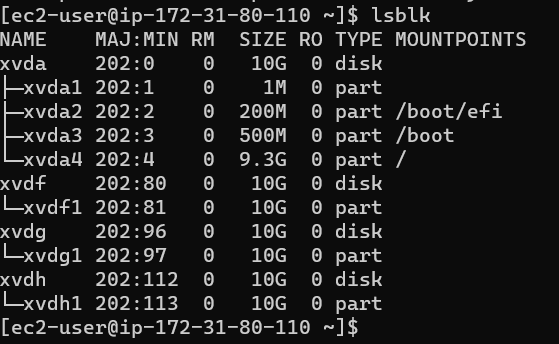 [ec2-user@ip-172-31-80-110 ~]$ lsblk
NAME    MAJ:MIN RM  SIZE RO TYPE MOUNTPOINTS
xvda    202:0    0   10G  0 disk
├─xvda1 202:1    0    1M  0 part
├─xvda2 202:2    0  200M  0 part /boot/efi
├─xvda3 202:3    0  500M  0 part /boot
└─xvda4 202:4    0  9.3G  0 part /
xvdf    202:80   0   10G  0 disk
└─xvdf1 202:81   0   10G  0 part
xvdg    202:96   0   10G  0 disk
└─xvdg1 202:97   0   10G  0 part
xvdh    202:112  0   10G  0 disk
└─xvdh1 202:113  0   10G  0 part
[ec2-user@ip-172-31-80-110 ~]$